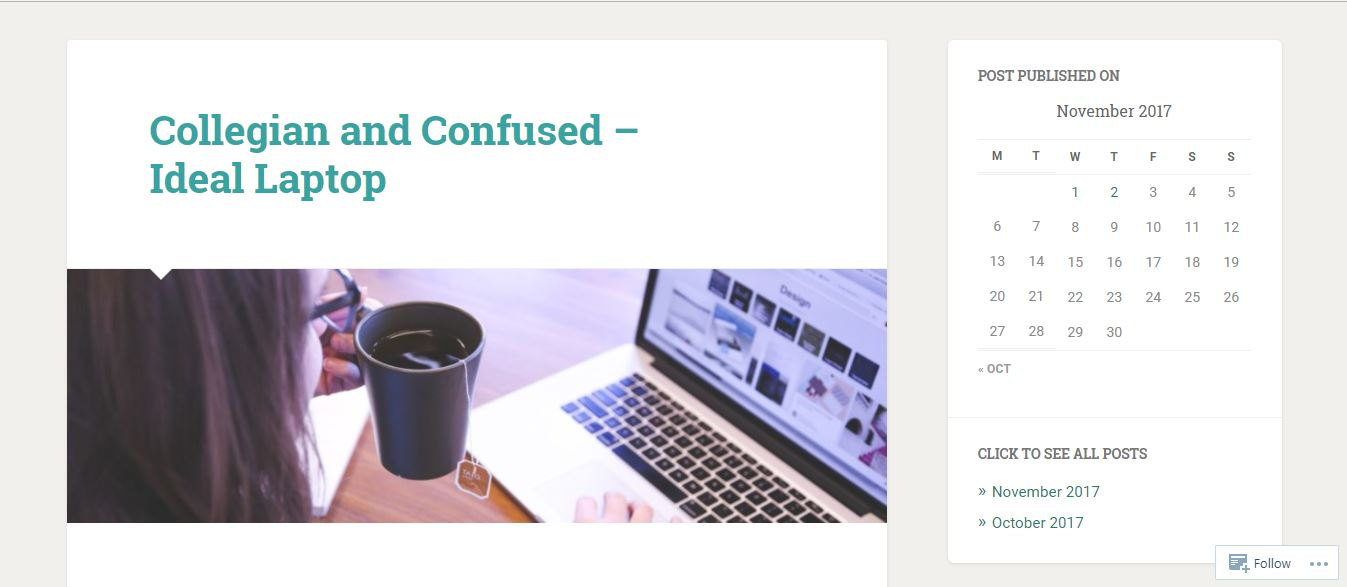 Collegian and Confused –
Ideal Laptop
Design
POST PUBLISHED ON
November 2017
M T W T F S S
1 2 3 4 5
6 7 8 9 10 11 12
13 14 15 16 17 18 19
20 21 22 23 24 25 26
27 28 29 30
« OCT
CLICK TO SEE ALL POSTS
» November 2017
» October 2017
Follow